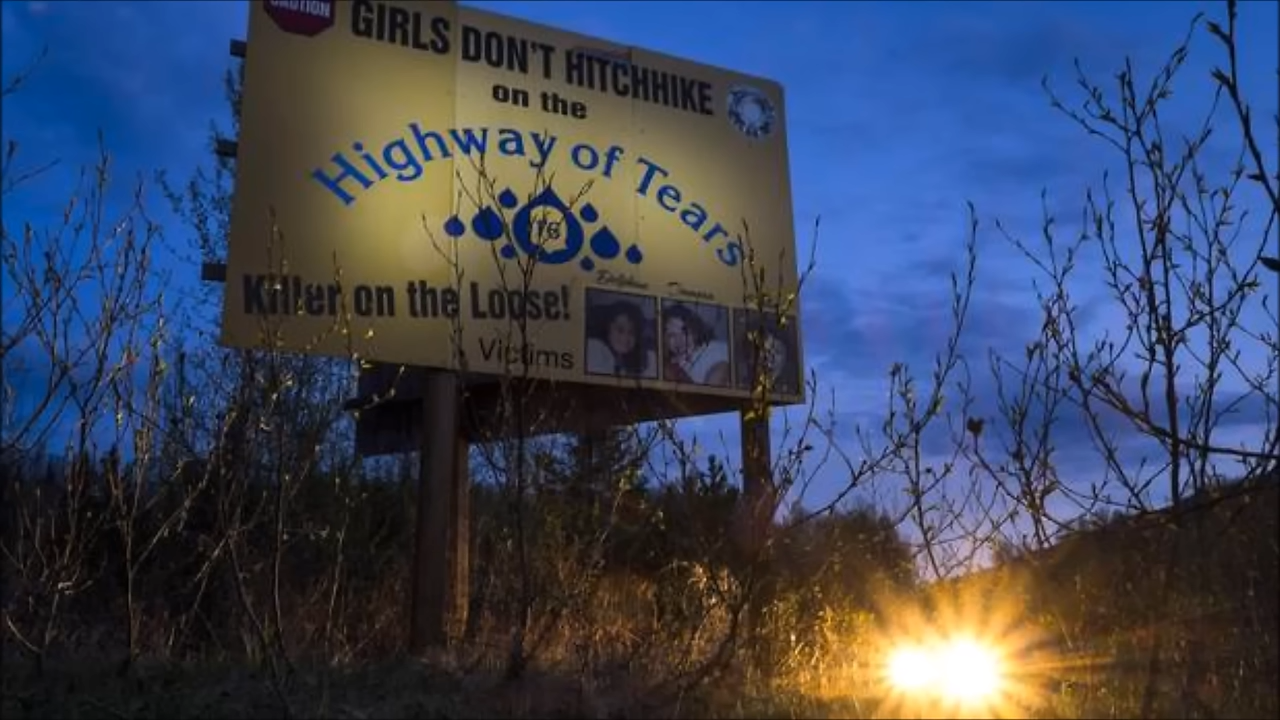 CAUTION
GIRLS DON'T HITCHHIKE
on the
Highway of Tears
16
Killer on the Loose!
Victims